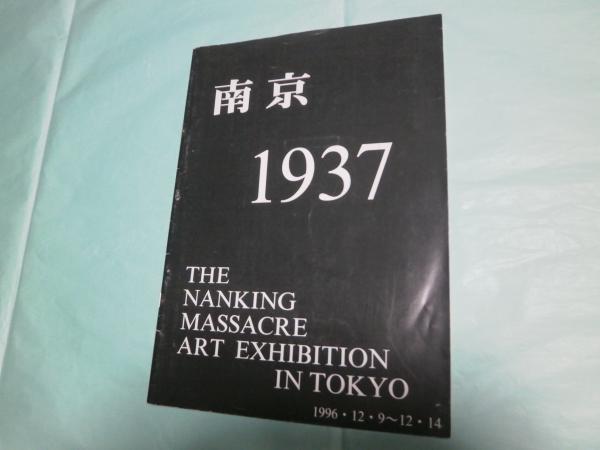 南京
1937
THE
NANKING
MASSACRE
ART EXHIBITION
IN TOKYO
1996・12・9〜12・14